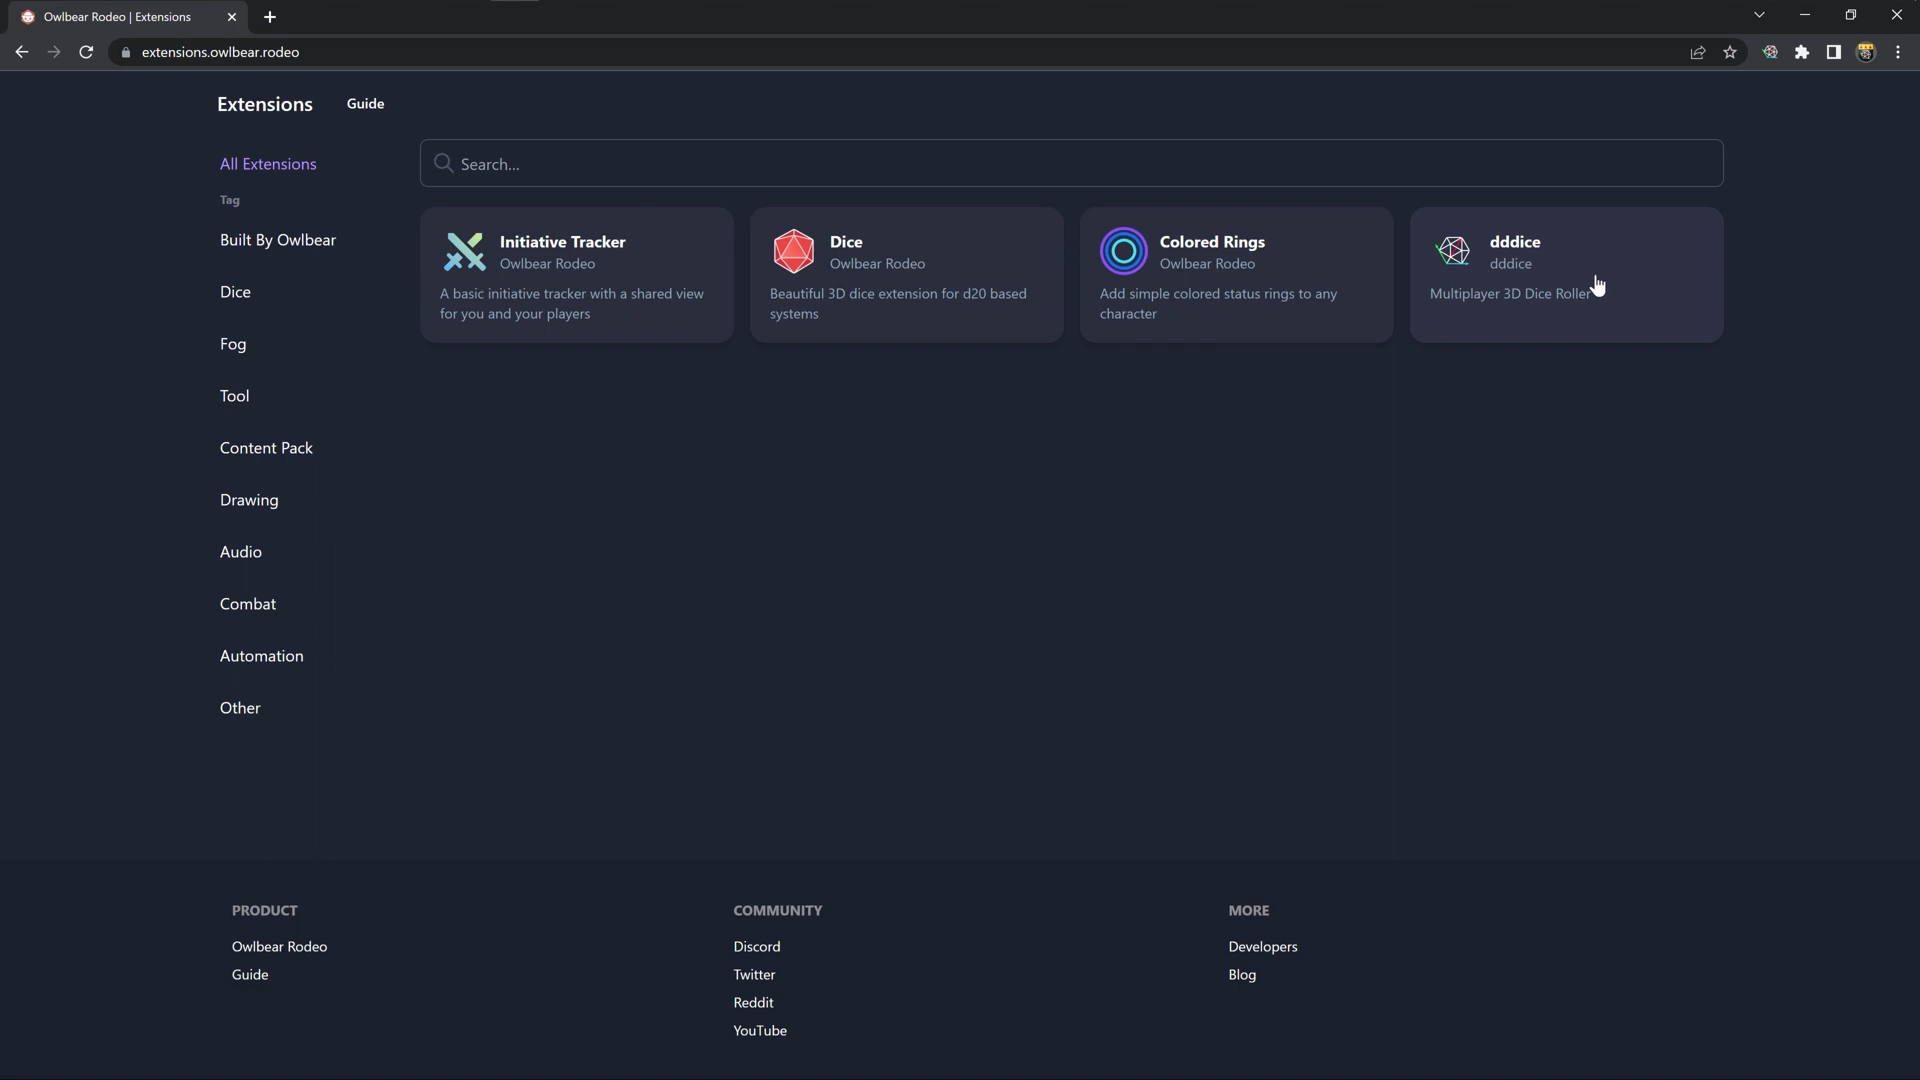 Owlbear Rodeo | Extensions
extensions.owlbear.rodeo
Extensions
Guide
All Extensions
Tag
Built By Owlbear
Dice
Fog
Tool
Content Pack
Drawing
Audio
Combat
Automation
Other
Search...
Initiative Tracker
Owlbear Rodeo
A basic initiative tracker with a shared view
for you and your players
Dice
Owlbear Rodeo
Beautiful 3D dice extension for d20 based
systems
Colored Rings
Owlbear Rodeo
Add simple colored status rings to any
character
dddice
dddice
Multiplayer 3D Dice Roller
PRODUCT
Owlbear Rodeo
Guide
COMMUNITY
Discord
Twitter
Reddit
YouTube
MORE
Developers
Blog